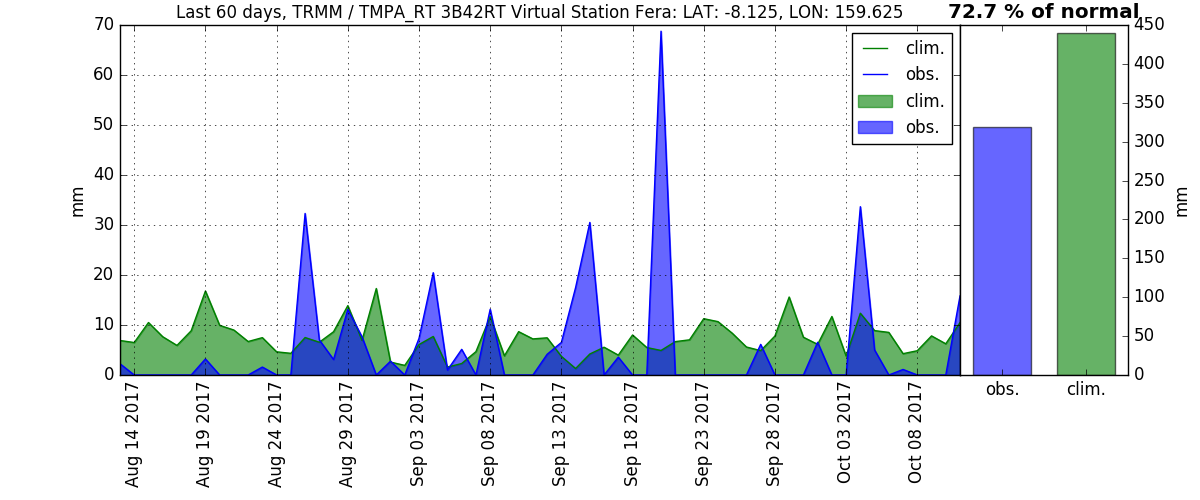 Last 60 days, TRMM / TMPA_RT 3B42RT Virtual Station Fera: LAT: -8.125, LON: 159.625
72.7 % of normal
70
60
50
40
30
20
10
0
mm
clim.
obs.
clim.
obs.
450
400
350
300
250
200
150
100
50
0
mm
Aug 14 2017
Aug 19 2017
Aug 24 2017
Aug 29 2017
Sep 03 2017
Sep 08 2017
Sep 13 2017
Sep 18 2017
Sep 23 2017
Sep 28 2017
Oct 03 2017
Oct 08 2017
obs.
clim.